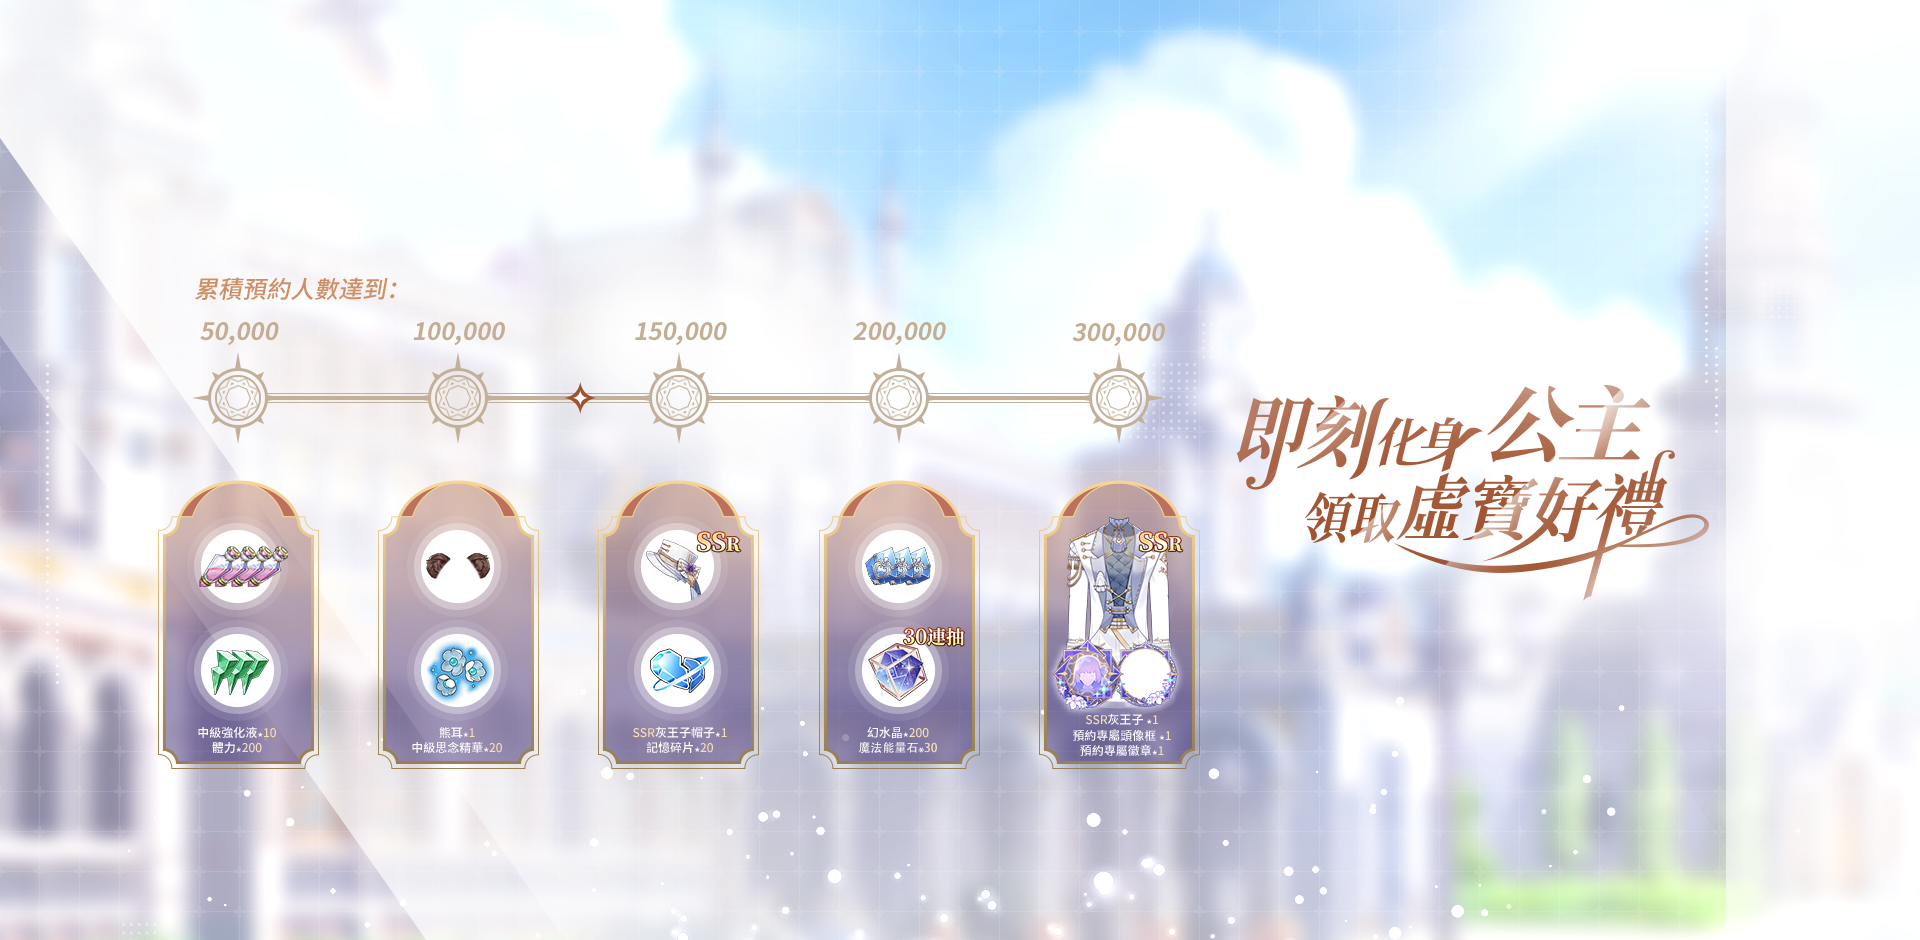 累積預約人數達到：
50,000
100,000
150,000
200,000
300,000
即刻化身公主
領取虛寶好禮
中級強化液*10
體力*200
熊耳*1
中級思念精華*20
SSR
SSR灰王子帽子*1
記憶碎片*20
30連抽
幻水晶*200
魔法能量石*30
SSR
SSR灰王子 *1
預約專屬頭像框 *1
預約專屬徽章*1